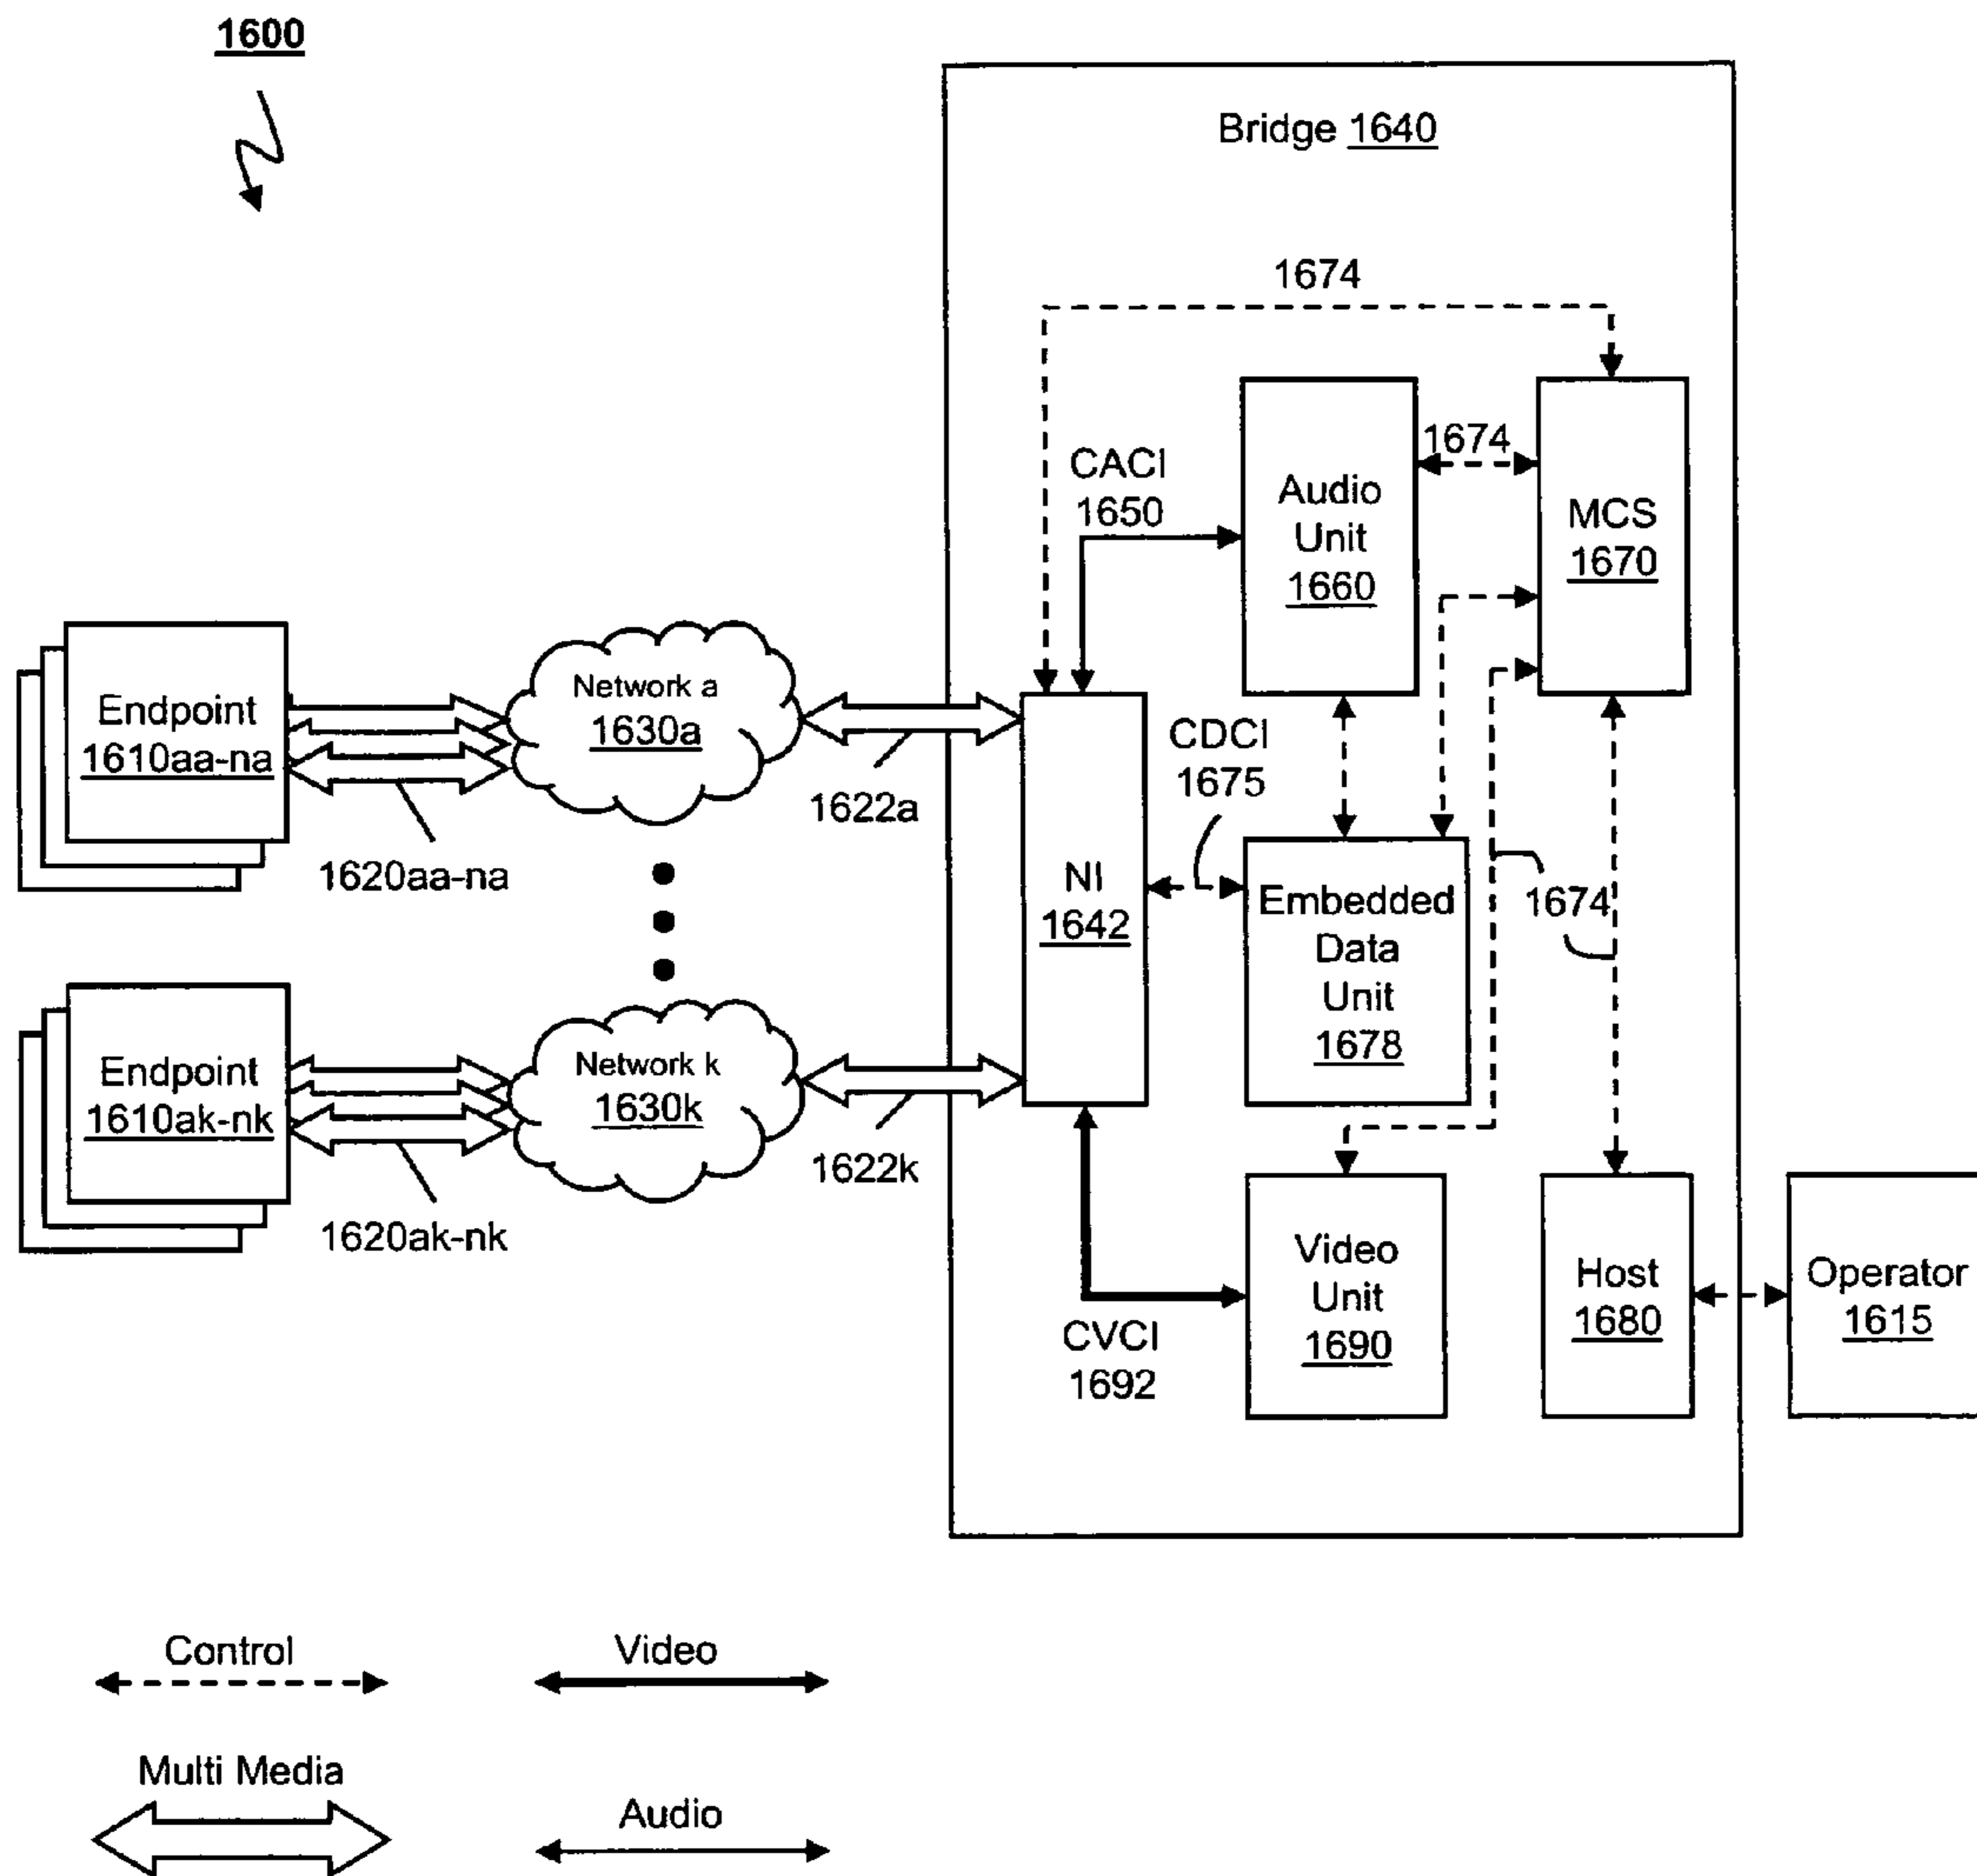 1600
Bridge 1640
1674
CACI
1650
Audio
Unit
1660
1674
MCS
1670
Endpoint
1610aa-na
1620aa-na
Network a
1630a
1622a
NI
1642
CDCI
1675
Embedded
Data
Unit
1678
1674
Endpoint
1610ak-nk
1620ak-nk
Network k
1630k
1622k
CVCI
1692
Video
Unit
1690
Host
1680
Operator
1615
Control
Video
Multi Media
Audio